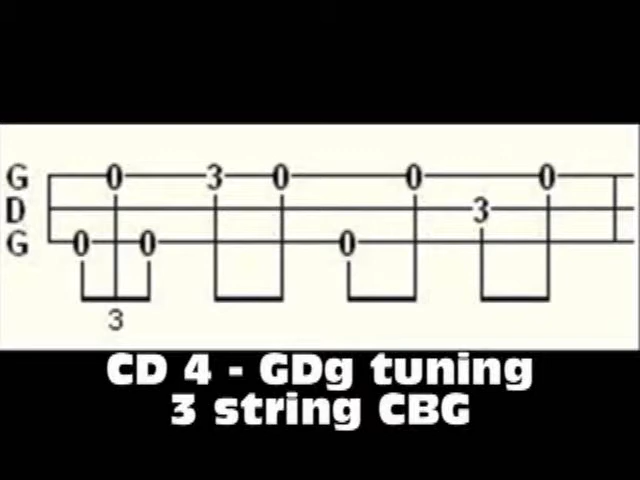 G 0 3 0 0 0
D 3
G 0 0 0
3
CD 4 - GDg tuning
3 string CBG